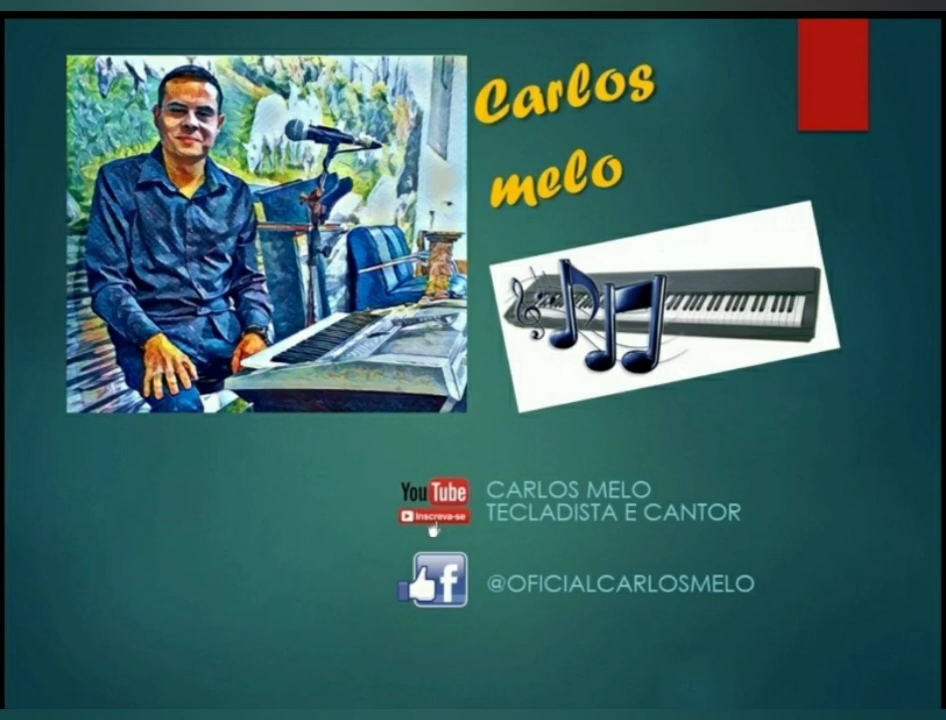 Carlos
melo
YouTube
Inscreva-se
CARLOS MELO
TECLADISTA E CANTOR
@OFICIALCARLOSMELO